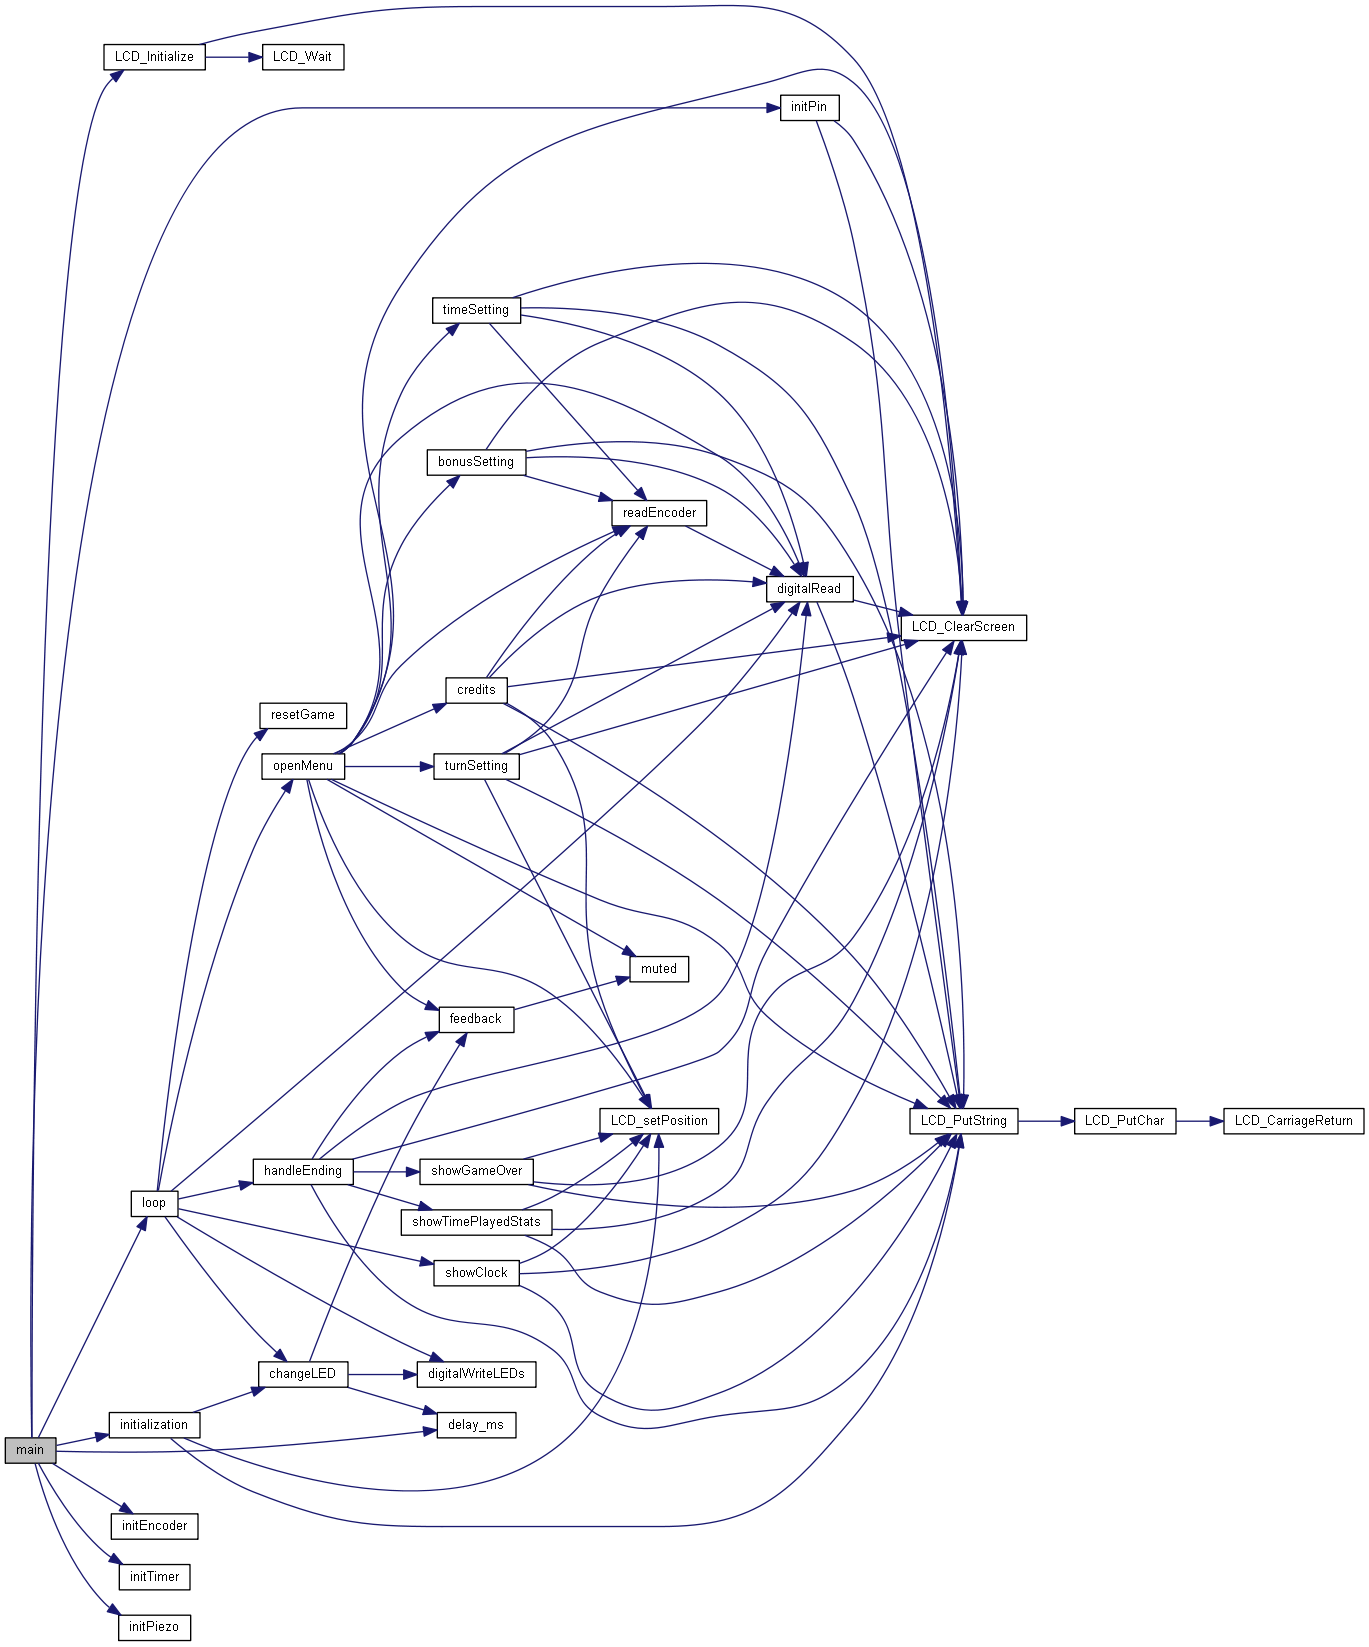 LCD_Initialize
LCD_Wait
initPin
timeSetting
bonusSetting
readEncoder
digitalRead
LCD_ClearScreen
credits
resetGame
openMenu
turnSetting
muted
feedback
LCD_setPosition
LCD_PutString
LCD_PutChar
LCD_CarriageReturn
handleEnding
showGameOver
loop
showTimePlayedStats
showClock
changeLED
digitalWriteLEDs
initialization
delay_ms
main
initEncoder
initTimer
initPiezo